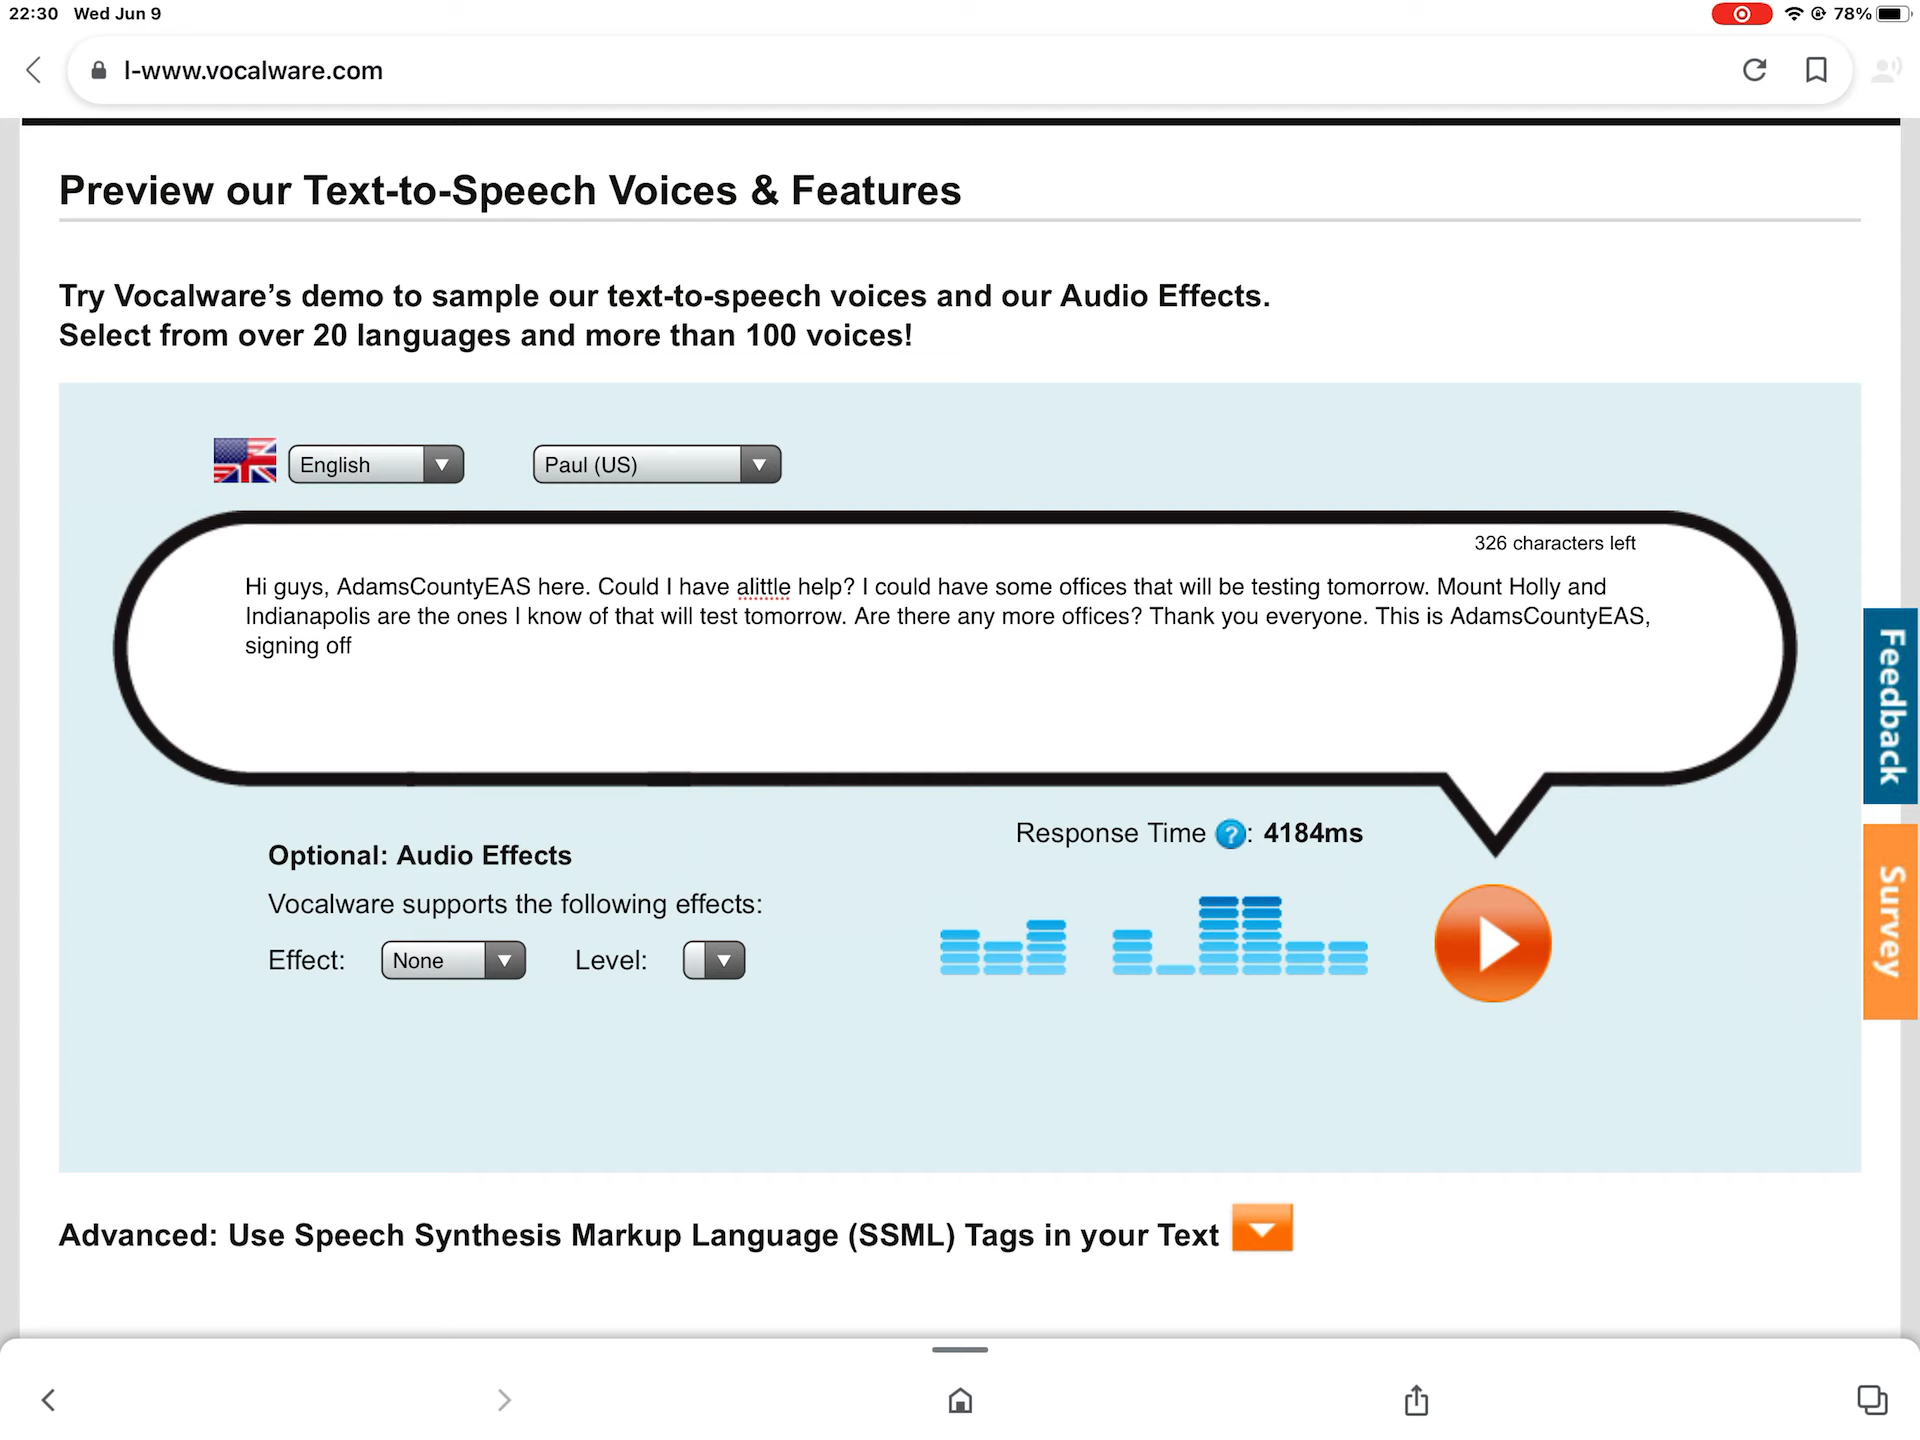 22:30 Wed Jun 9
78%
l-www.vocalware.com
Preview our Text-to-Speech Voices & Features
Try Vocalware's demo to sample our text-to-speech voices and our Audio Effects.
Select from over 20 languages and more than 100 voices!
English
Paul (US)
326 characters left
Hi guys, AdamsCountyEAS here. Could I have alittle help? I could have some offices that will be testing tomorrow. Mount Holly and
Indianapolis are the ones I know of that will test tomorrow. Are there any more offices? Thank you everyone. This is AdamsCountyEAS,
signing off
Feedback
Survey
Response Time ?: 4184ms
Optional: Audio Effects
Vocalware supports the following effects:
Effect: None Level:
Advanced: Use Speech Synthesis Markup Language (SSML) Tags in your Text